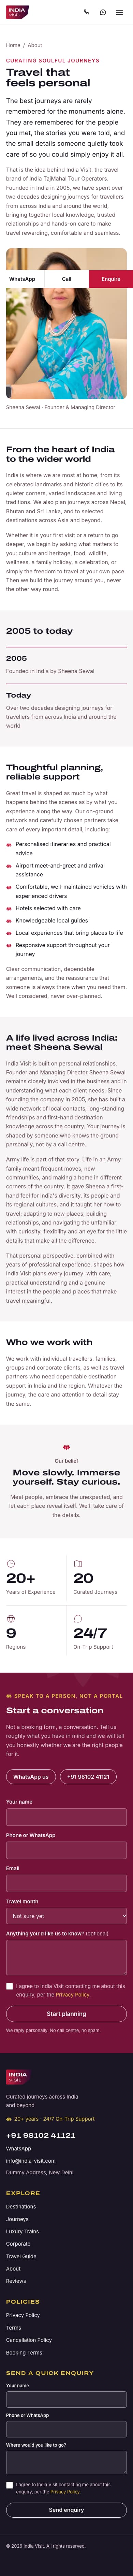 INDIA
visit
Home / About
CURATING SOULFUL JOURNEYS
Travel that
feels personal
The best journeys are rarely
remembered for the monuments alone.
They are remembered for the people
you met, the stories you were told, and
the small details someone quietly took
care of so you could simply enjoy it all.
That is the idea behind India Visit, the travel
brand of India TajMahal Tour Operators.
Founded in India in 2005, we have spent over
two decades designing journeys across the
Indian subcontinent and around the world,
bringing together local knowledge, trusted
relationships and hands-on care to make
travel rewarding, comfortable and seamless.
WhatsApp Call Enquire
Sheena Sewal · Founder & Managing Director
From the heart of India
to the wider world
India is where we are most at home, from its
celebrated landmarks and historic cities to its
quieter corners, varied landscapes and living
heritage. We also plan journeys across Nepal,
Bhutan and Sri Lanka, and to selected
destinations across Asia and beyond.
Whether it is your first visit or a return to go
deeper, we begin by asking what matters to
you: culture and heritage, food, wildlife,
wellness, a family holiday, a celebration, or
simply the freedom to travel at your own pace.
Then we build the journey around you, never
the other way round.
2005 to today
2005
Founded in India by Sheena Sewal
Today
Over two decades designing journeys for
travellers from across India and around the
world
Thoughtful planning,
reliable support
Great travel is shaped as much by what
happens behind the scenes as by what you
see along the way. Our on-ground
network and carefully chosen partners take
care of every important detail, including:
Personalised itineraries and practical
advice
Airport meet-and-greet and arrival
assistance
Comfortable, well-maintained vehicles with
experienced drivers
Hotels selected with care
Knowledgeable local guides
Local experiences that bring places to life
Responsive support throughout your
journey
Clear communication, dependable
arrangements, and the reassurance that
someone is always there when you need them.
Well considered, never over-planned.
A life lived across India:
meet Sheena Sewal
India Visit is built on personal relationships.
Founder and Managing Director Sheena Sewal
remains closely involved in the business and in
understanding what each client needs. Since
founding the company in 2005, she has built a
wide network of local contacts, long-standing
friendships and first-hand destination
knowledge across the country. Your journey is
shaped by someone who knows the ground
personally, not by a call centre.
Army life is part of that story. Life in an Army
family meant frequent moves, new
communities, and making a home in different
corners of the country. It gave Sheena a first-
hand feel for India's diversity, its people and
its regional cultures, and it taught her how to
travel well: adapting to new places, respecting
local ways of life, building relationships and
noticing the details others miss. The same
curiosity, flexibility and an eye for the little
details that make all the difference.
That personal perspective, combined with
years of professional experience, shapes how
India Visit plans every journey: with care,
practical understanding and a genuine
interest in the people and places that make
travel meaningful.
Who we work with
We work with individual travellers, families,
groups and corporate clients, as well as travel
partners who need dependable destination
support in India and the region. Whatever the
journey, the care and attention to detail stay
the same.
Our belief
Move slowly. Immerse
yourself. Stay curious.
Meet people, embrace the unexpected, and
let each place reveal itself. We'll take care of
the details.
20+
Years of Experience
20
Curated Journeys
9
Regions
24/7
On-Trip Support
SPEAK TO A PERSON, NOT A PORTAL
Start a conversation
Not a booking form, a conversation. Tell us
roughly what you have in mind and we will tell
you honestly whether we are the right people
for it.
WhatsApp us
+91 98102 41121
Your name
Phone or WhatsApp
Email
Travel month
Not sure yet
Anything you'd like us to know? (optional)
I agree to India Visit contacting me about this
enquiry, per the Privacy Policy.
Start planning
We reply personally. No call centre, no spam.
INDIA
visit
Curated journeys across India
and beyond
20+ years · 24/7 On-Trip Support
+91 98102 41121
WhatsApp
info@india-visit.com
Dummy Address, New Delhi
EXPLORE
Destinations
Journeys
Luxury Trains
Corporate
Travel Guide
About
Reviews
POLICIES
Privacy Policy
Terms
Cancellation Policy
Booking Terms
SEND A QUICK ENQUIRY
Your name
Phone or WhatsApp
Where would you like to go?
I agree to India Visit contacting me about this
enquiry, per the Privacy Policy.
Send enquiry
© 2026 India Visit. All rights reserved.